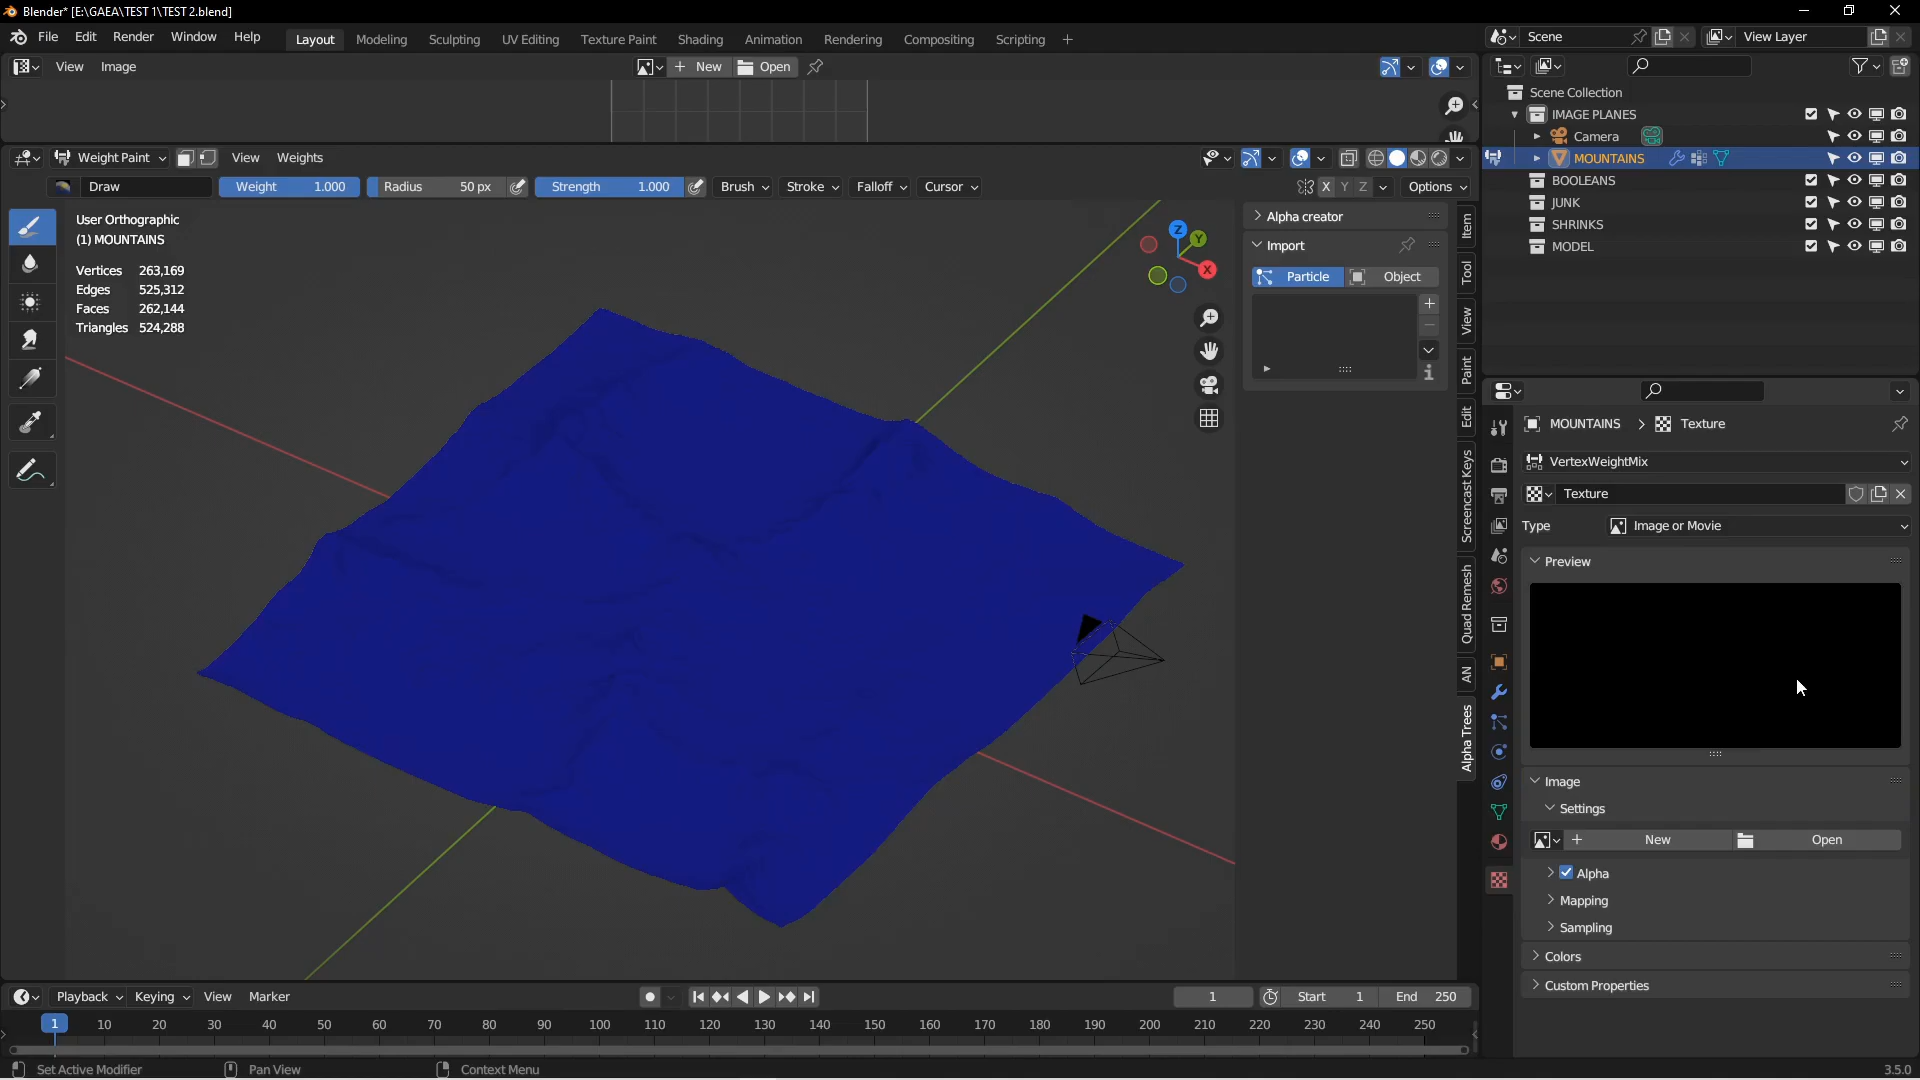 Blender* [E:\GAEA\TEST 1\TEST 2.blend]
File Edit Render Window Help Layout Modeling Sculpting UV Editing Texture Paint Shading Animation Rendering Compositing Scripting + Scene View Layer
View Image + New Open
Scene Collection
IMAGE PLANES
Camera
MOUNTAINS
BOOLEANS
JUNK
SHRINKS
MODEL
Weight Paint View Weights
Draw Weight 1.000 Radius 50 px Strength 1.000 Brush Stroke Falloff Cursor X Y Z Options
User Orthographic
(1) MOUNTAINS
Vertices 263,169
Edges 525,312
Faces 262,144
Triangles 524,288
Z
Y
X
Alpha creator
Import
Particle Object
Item
Tool
View
Paint
Edit
Screencast Keys
Quad Remesh
AN
Alpha Trees
MOUNTAINS > Texture
VertexWeightMix
Texture
Type Image or Movie
Preview
Image
Settings
+ New Open
Alpha
Mapping
Sampling
Colors
Custom Properties
Playback Keying View Marker 1 Start 1 End 250
1 10 20 30 40 50 60 70 80 90 100 110 120 130 140 150 160 170 180 190 200 210 220 230 240 250
Set Active Modifier Pan View Context Menu 3.5.0